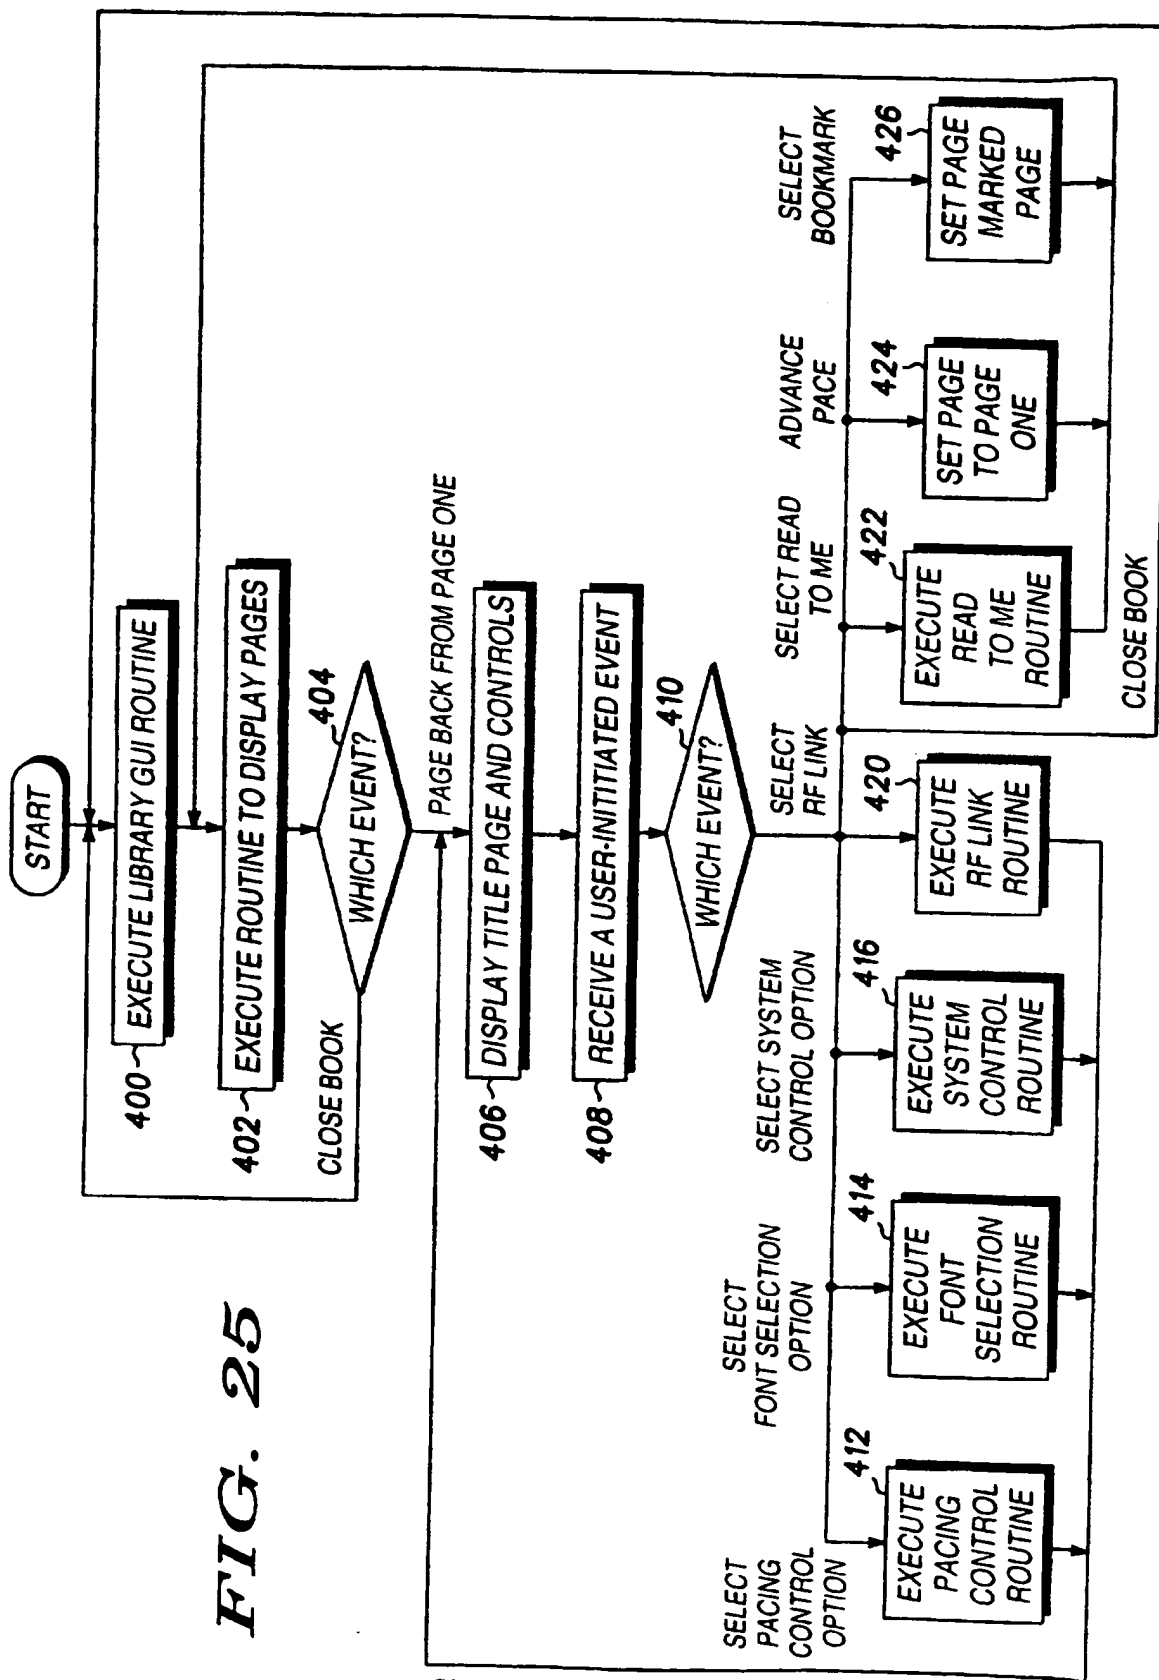 START
400
EXECUTE LIBRARY GUI ROUTINE
402
EXECUTE ROUTINE TO DISPLAY PAGES
404
WHICH EVENT?
CLOSE BOOK
PAGE BACK FROM PAGE ONE
406
DISPLAY TITLE PAGE AND CONTROLS
408
RECEIVE A USER-INITIATED EVENT
410
WHICH EVENT?
SELECT
PACING
CONTROL
OPTION
412
EXECUTE
PACING
CONTROL
ROUTINE
SELECT
FONT SELECTION
OPTION
414
EXECUTE
FONT
SELECTION
ROUTINE
SELECT SYSTEM
CONTROL OPTION
416
EXECUTE
SYSTEM
CONTROL
ROUTINE
SELECT
RF LINK
420
EXECUTE
RF LINK
ROUTINE
SELECT READ
TO ME
422
EXECUTE
READ
TO ME
ROUTINE
ADVANCE
PACE
424
SET PAGE
TO PAGE
ONE
SELECT
BOOKMARK
426
SET PAGE
MARKED
PAGE
CLOSE BOOK
FIG. 25